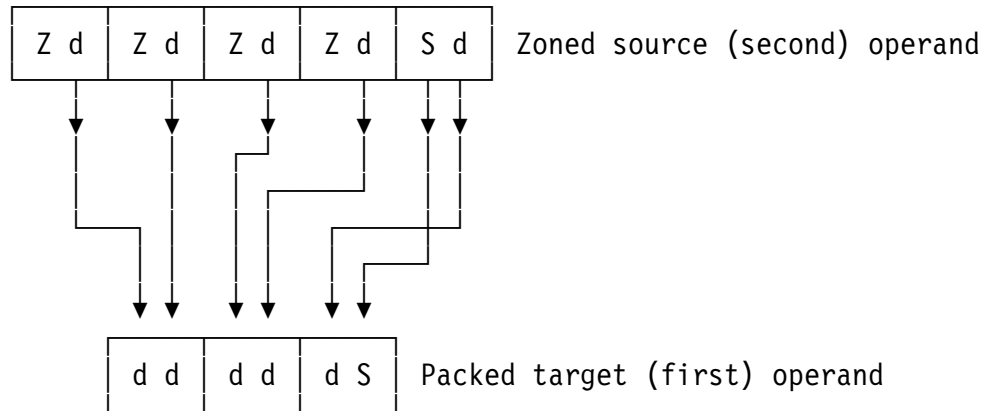 Z d Z d Z d Z d S d Zoned source (second) operand
d d d d d S Packed target (first) operand